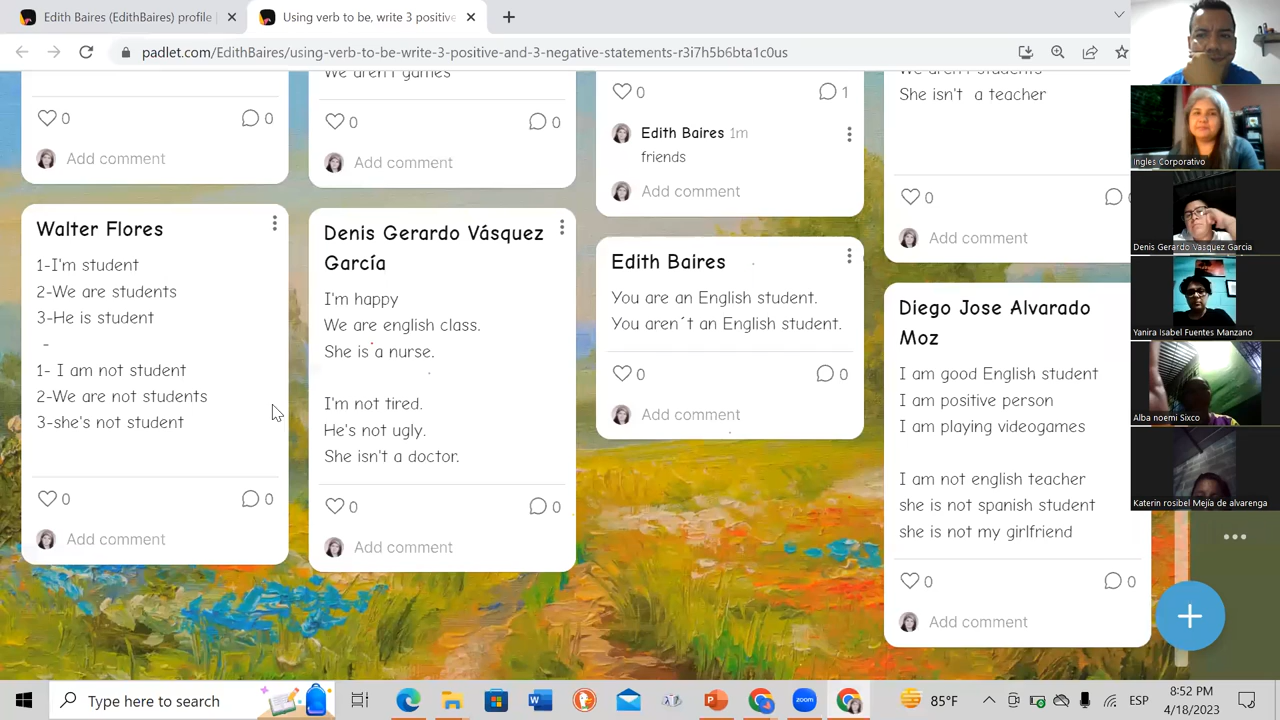 Edith Baires (EdithBaires) profile
Using verb to be, write 3 positive
padlet.com/EdithBaires/using-verb-to-be-write-3-positive-and-3-negative-statements-r3i7h5b6bta1c0us
0
0
Add comment
We aren't games
0
0
Add comment
0
1
Edith Baires 1m
friends
Add comment
We aren't students
She isn't a teacher
0
Add comment
Walter Flores
1-I'm student
2-We are students
3-He is student
-
1- I am not student
2-We are not students
3-she's not student
0
0
Add comment
Denis Gerardo Vásquez
García
I'm happy
We are english class.
She is a nurse.
I'm not tired.
He's not ugly.
She isn't a doctor.
0
0
Add comment
Edith Baires
You are an English student.
You aren´t an English student.
0
0
Add comment
Diego Jose Alvarado
Moz
I am good English student
I am positive person
I am playing videogames
I am not english teacher
she is not spanish student
she is not my girlfriend
0
0
Add comment
Ingles Corporativo
Denis Gerardo Vasquez Garcia
Yanira Isabel Fuentes Manzano
Alba noemi Sixco
Katerin rosibel Mejía de alvarenga
Type here to search
zoom
85°F
ESP
8:52 PM
4/18/2023